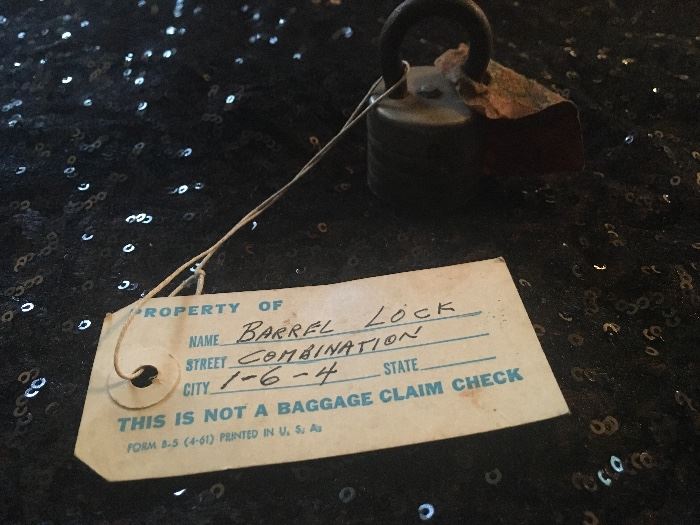 PROPERTY OF
NAME BARREL LOCK
STREET COMBINATION
CITY 1-6-4 STATE
THIS IS NOT A BAGGAGE CLAIM CHECK
FORM B-5 (4-61) PRINTED IN U. S. A.